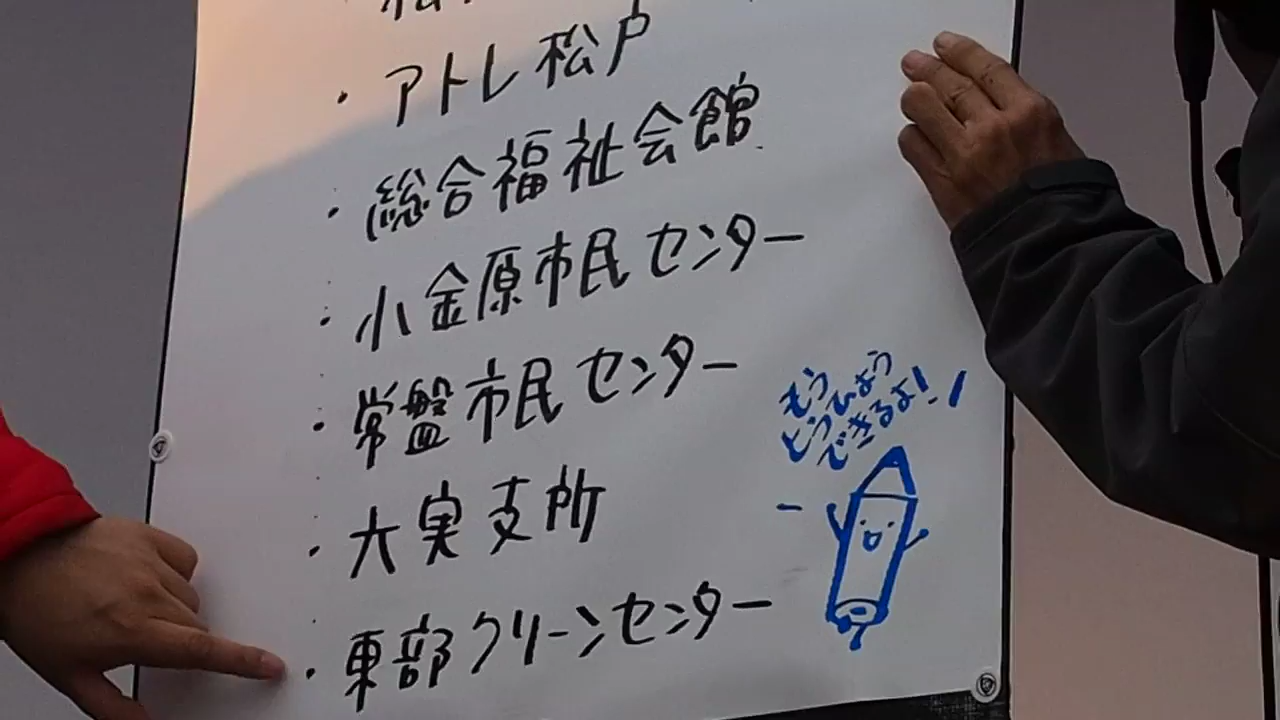 ・アトレ松戸
・総合福祉会館
・小金原市民センター
・常盤市民センター
・六実支所
・東部クリーンセンター
もう
とうひょう
できるよ!!